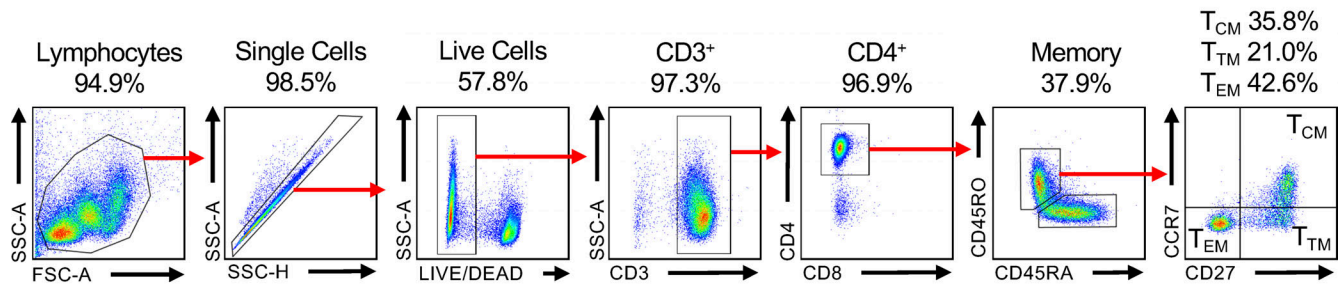 Lymphocytes
94.9%
SSC-A
FSC-A
Single Cells
98.5%
SSC-A
SSC-H
Live Cells
57.8%
SSC-A
LIVE/DEAD
CD3⁺
97.3%
SSC-A
CD3
CD4⁺
96.9%
CD4
CD8
Memory
37.9%
CD45RO
CD45RA
T_CM 35.8%
T_TM 21.0%
T_EM 42.6%
CCR7
T_CM
T_EM
T_TM
CD27